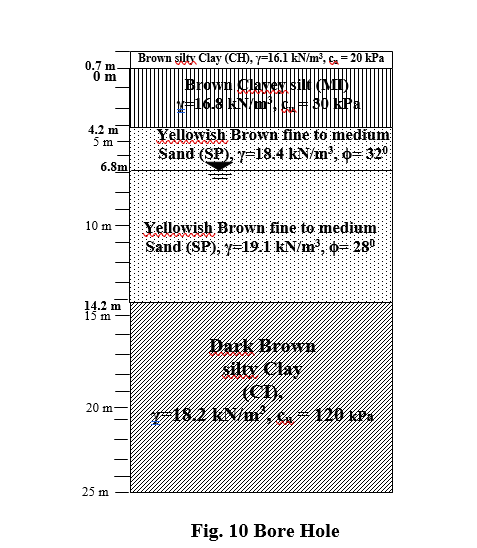 Brown silty Clay (CH), γ=16.1 kN/m³, cᵤ = 20 kPa
0.7 m
0 m
Brown Clayey silt (MI)
γ=16.8 kN/m³, cᵤ = 30 kPa
4.2 m
5 m
Yellowish Brown fine to medium
Sand (SP), γ=18.4 kN/m³, ϕ= 32⁰
6.8m
10 m
Yellowish Brown fine to medium
Sand (SP), γ=19.1 kN/m³, ϕ= 28⁰
14.2 m
15 m
Dark Brown
silty Clay
(CI),
γ=18.2 kN/m³, cᵤ = 120 kPa
20 m
25 m
Fig. 10 Bore Hole